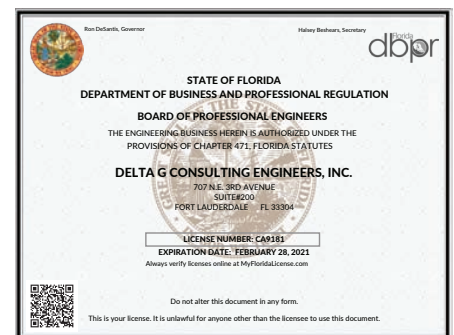 Ron DeSantis, Governor
Halsey Beshears, Secretary
Florida
dbpr
STATE OF FLORIDA
DEPARTMENT OF BUSINESS AND PROFESSIONAL REGULATION
BOARD OF PROFESSIONAL ENGINEERS
THE ENGINEERING BUSINESS HEREIN IS AUTHORIZED UNDER THE
PROVISIONS OF CHAPTER 471, FLORIDA STATUTES
DELTA G CONSULTING ENGINEERS, INC.
707 N.E. 3RD AVENUE
SUITE#200
FORT LAUDERDALE FL 33304
LICENSE NUMBER: CA9181
EXPIRATION DATE: FEBRUARY 28, 2021
Always verify licenses online at MyFloridaLicense.com
Do not alter this document in any form.
This is your license. It is unlawful for anyone other than the licensee to use this document.